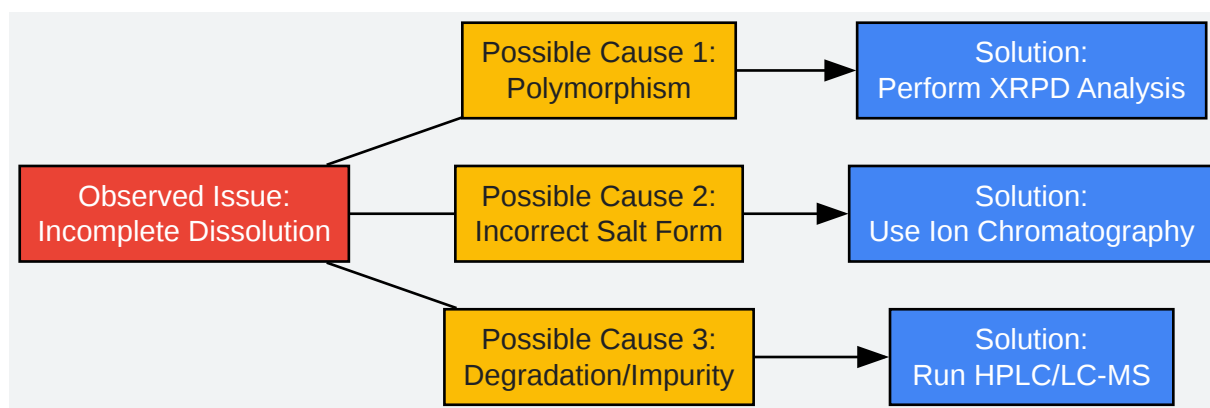 Possible Cause 1:
Polymorphism
Solution:
Perform XRPD Analysis
Observed Issue:
Incomplete Dissolution
Possible Cause 2:
Incorrect Salt Form
Solution:
Use Ion Chromatography
Possible Cause 3:
Degradation/Impurity
Solution:
Run HPLC/LC-MS